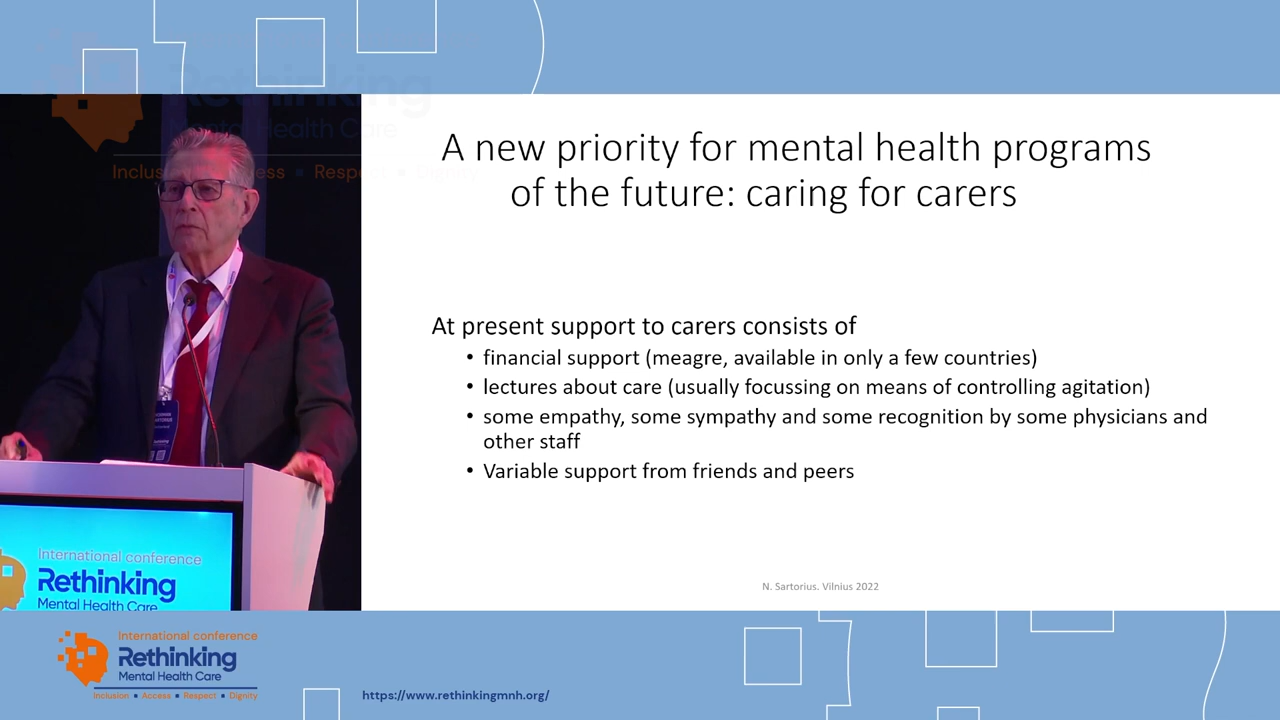 Rethinking
Mental Health Care
A new priority for mental health programs
of the future: caring for carers
At present support to carers consists of
• financial support (meagre, available in only a few countries)
• lectures about care (usually focussing on means of controlling agitation)
• some empathy, some sympathy and some recognition by some physicians and
other staff
• Variable support from friends and peers
N. Sartorius. Vilnius 2022
International conference
Rethinking
Mental Health Care
International conference
Rethinking
Mental Health Care
Inclusion ▪ Access ▪ Respect ▪ Dignity
https://www.rethinkingmnh.org/